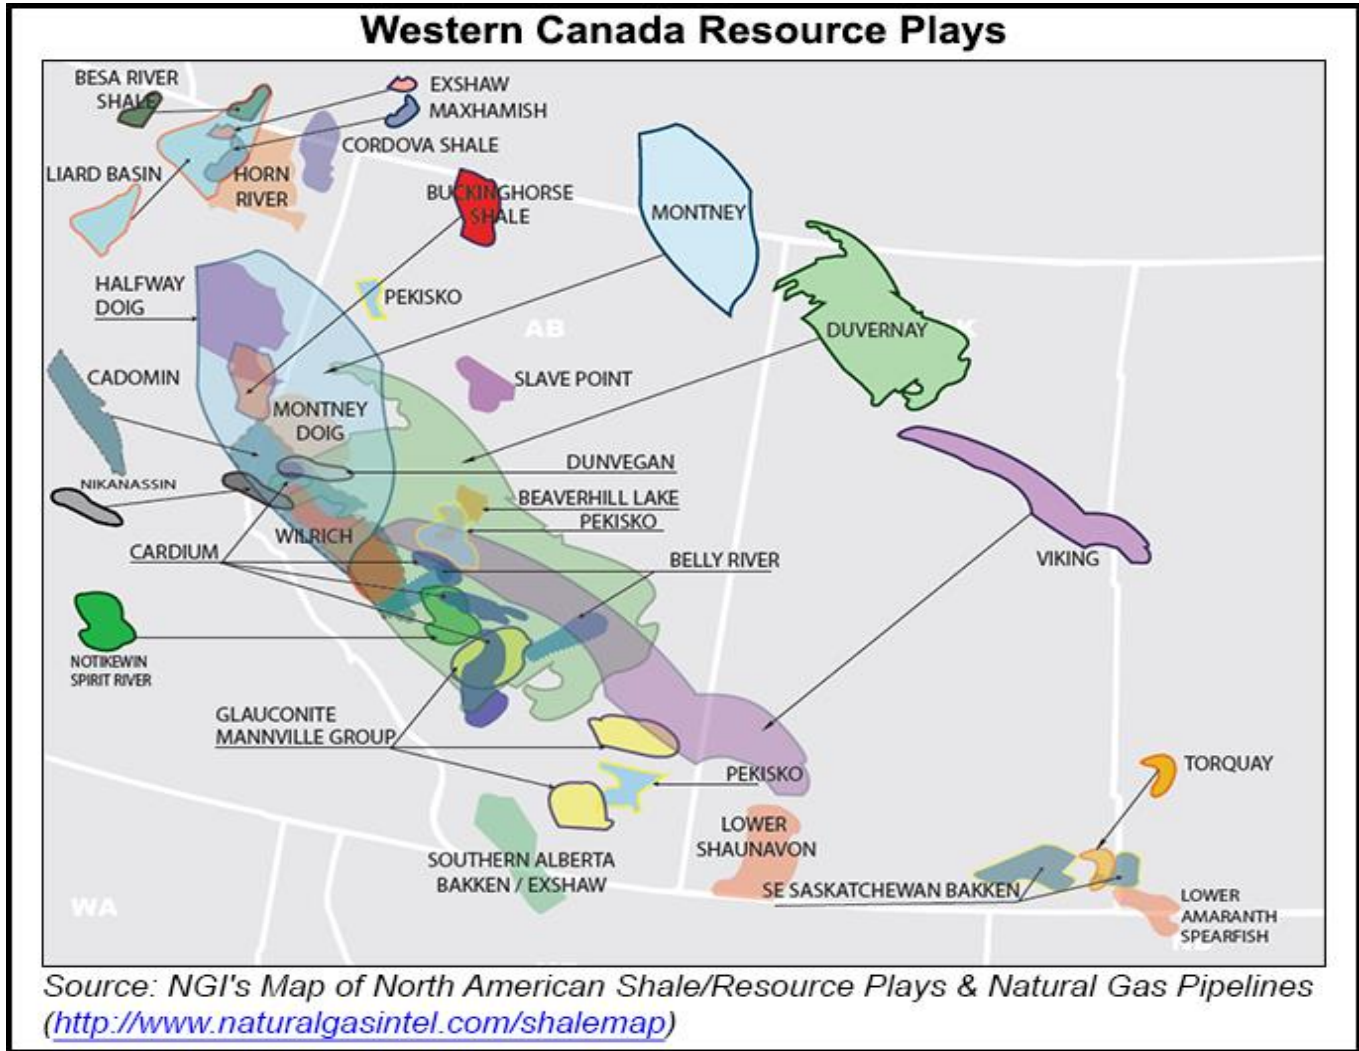 Western Canada Resource Plays
BESA RIVER
SHALE
EXSHAW
MAXHAMISH
CORDOVA SHALE
LIARD BASIN
HORN
RIVER
BUCKINGHORSE
SHALE
MONTNEY
HALFWAY
DOIG
PEKISKO
AB
DUVERNAY
CADOMIN
SLAVE POINT
MONTNEY
DOIG
DUNVEGAN
NIKANASSIN
BEAVERHILL LAKE
PEKISKO
WILRICH
CARDIUM
BELLY RIVER
VIKING
NOTIKEWIN
SPIRIT RIVER
GLAUCONITE
MANNVILLE GROUP
PEKISKO
TORQUAY
LOWER
SHAUNAVON
SOUTHERN ALBERTA
BAKKEN / EXSHAW
SE SASKATCHEWAN BAKKEN
LOWER
AMARANTH
SPEARFISH
WA
Source: NGI's Map of North American Shale/Resource Plays & Natural Gas Pipelines
(http://www.naturalgasintel.com/shalemap)